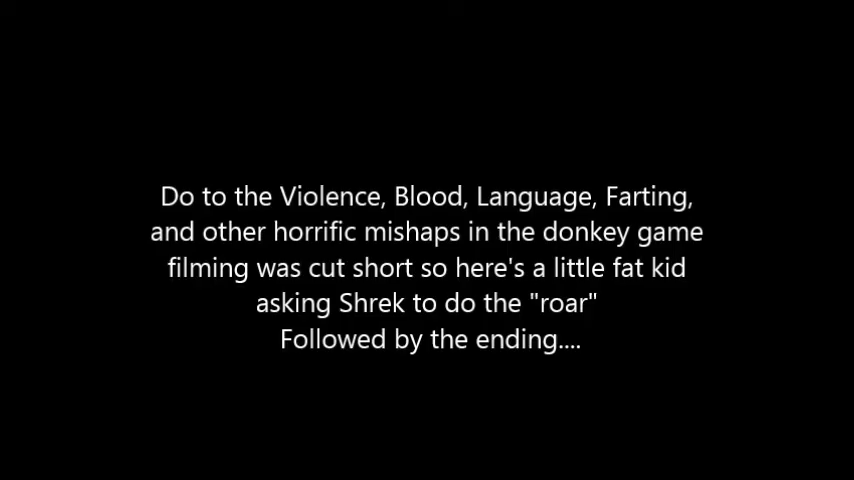 Do to the Violence, Blood, Language, Farting,
and other horrific mishaps in the donkey game
filming was cut short so here's a little fat kid
asking Shrek to do the "roar"
Followed by the ending....